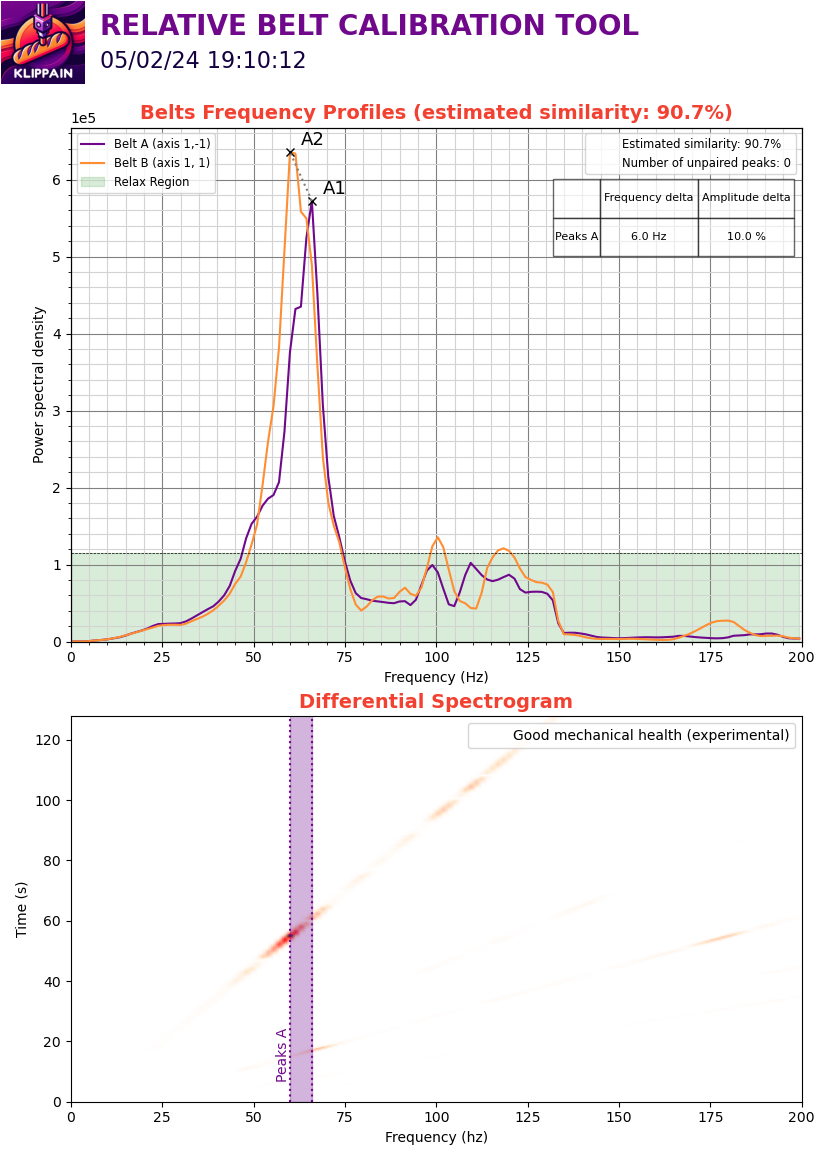 RELATIVE BELT CALIBRATION TOOL
05/02/24 19:10:12
KLIPPAIN
Belts Frequency Profiles (estimated similarity: 90.7%)
1e5
Belt A (axis 1,-1)
Belt B (axis 1, 1)
Relax Region
A2
A1
Estimated similarity: 90.7%
Number of unpaired peaks: 0
Frequency delta Amplitude delta
Peaks A 6.0 Hz 10.0 %
Power spectral density
6
5
4
3
2
1
0
0 25 50 75 100 125 150 175 200
Frequency (Hz)
Differential Spectrogram
Good mechanical health (experimental)
Time (s)
120
100
80
60
40
20
0
Peaks A
0 25 50 75 100 125 150 175 200
Frequency (hz)